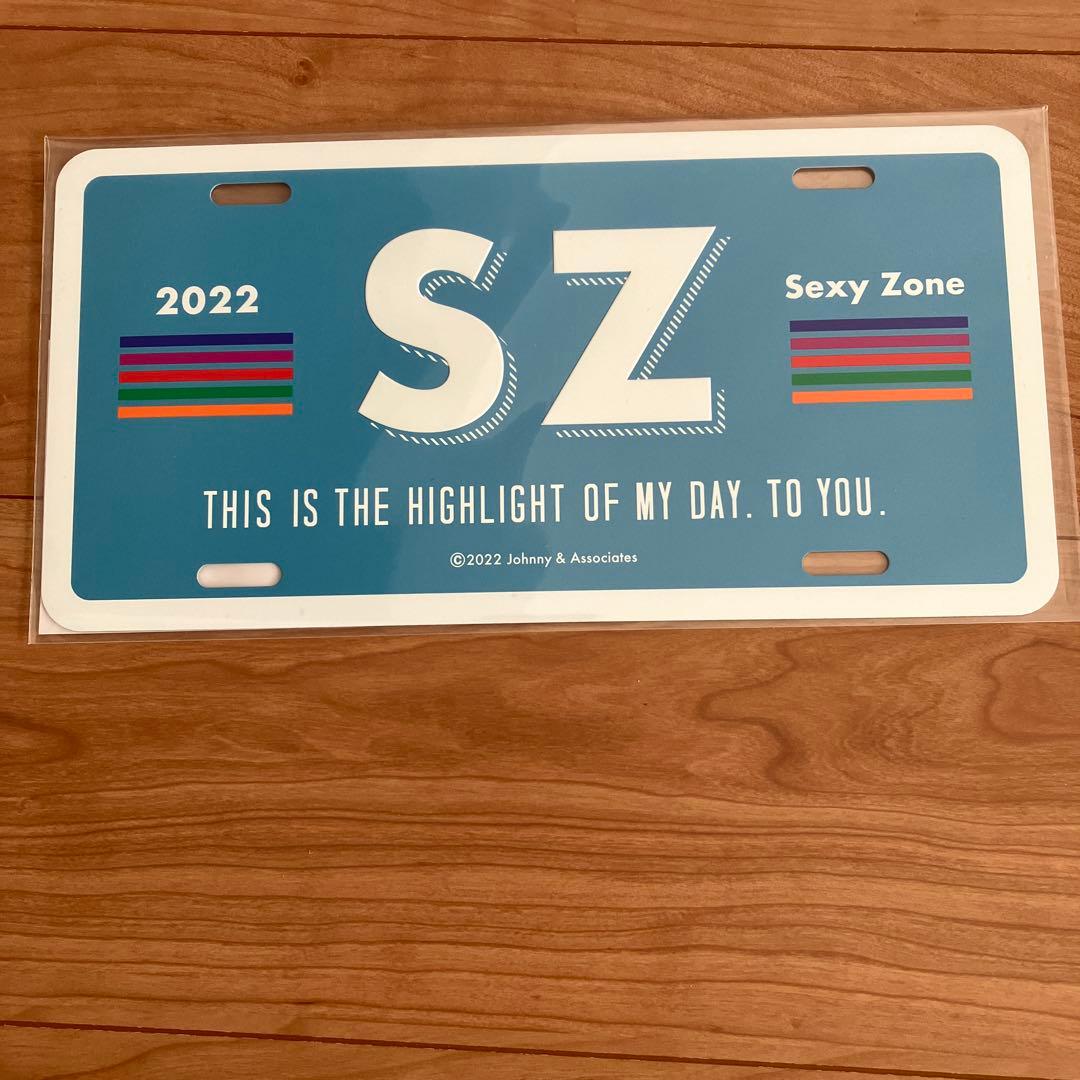 SZ
2022
Sexy Zone
THIS IS THE HIGHLIGHT OF MY DAY. TO YOU.
©2022 Johnny & Associates